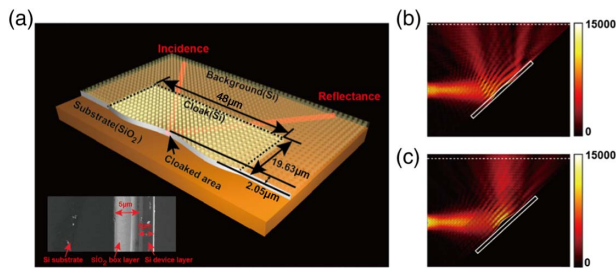 (a)
Incidence
Background(Si)
Reflectance
Cloak(Si)
48μm
Substrate(SiO2)
19.63μm
Cloaked area
2.05μm
5μm
Si substrate
SiO2 box layer
Si device layer
(b)
15000
0
(c)
15000
0